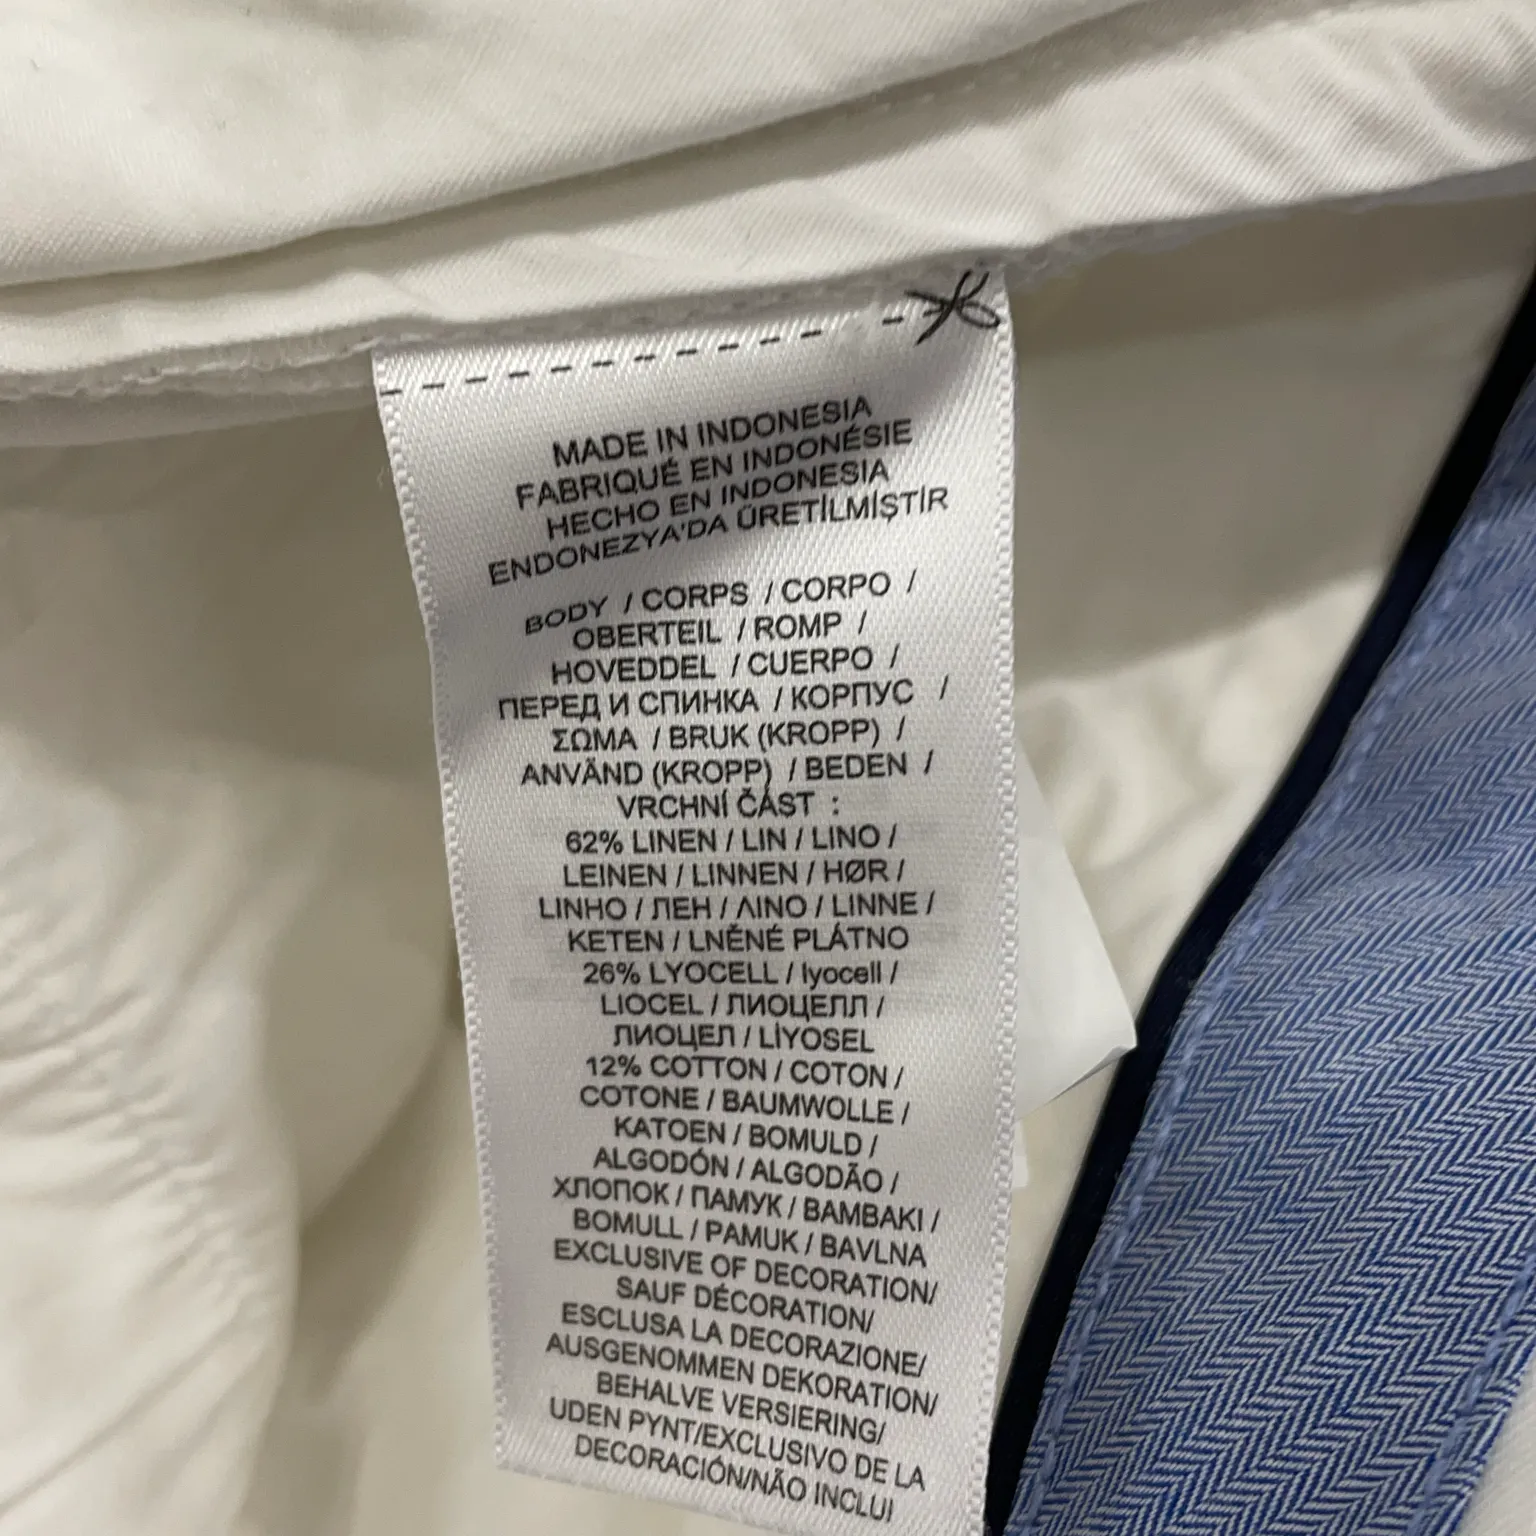 MADE IN INDONESIA
FABRIQUÉ EN INDONÉSIE
HECHO EN INDONESIA
ENDONEZYA'DA ÜRETİLMİŞTİR
BODY / CORPS / CORPO /
OBERTEIL / ROMP /
HOVEDDEL / CUERPO /
ПЕРЕД И СПИНКА / КОРПУС /
ΣΩΜΑ / BRUK (KROPP) /
ANVÄND (KROPP) / BEDEN /
VRCHNÍ ČÁST :
62% LINEN / LIN / LINO /
LEINEN / LINNEN / HØR /
LINHO / ЛЕН / ΛΙΝΟ / LINNE /
KETEN / LNĚNÉ PLÁTNO
26% LYOCELL / lyocell /
LIOCEL / ЛИОЦЕЛЛ /
ЛИОЦЕЛ / LİYOSEL
12% COTTON / COTON /
COTONE / BAUMWOLLE /
KATOEN / BOMULD /
ALGODÓN / ALGODÃO /
ХЛОПОК / ПАМУК / BAMBAKI /
BOMULL / PAMUK / BAVLNA
EXCLUSIVE OF DECORATION/
SAUF DÉCORATION/
ESCLUSA LA DECORAZIONE/
AUSGENOMMEN DEKORATION/
BEHALVE VERSIERING/
UDEN PYNT/EXCLUSIVO DE LA
DECORACIÓN/NÃO INCLUI